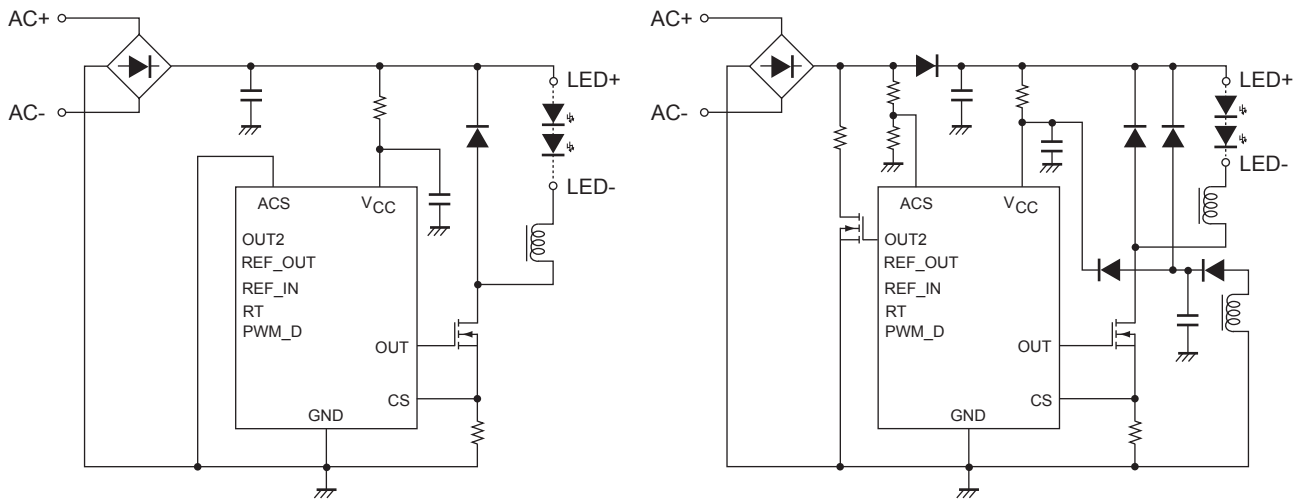 AC+
AC-
LED+
LED-
ACS
VCC
OUT2
REF_OUT
REF_IN
RT
PWM_D
OUT
CS
GND
AC+
AC-
LED+
LED-
ACS
VCC
OUT2
REF_OUT
REF_IN
RT
PWM_D
OUT
CS
GND